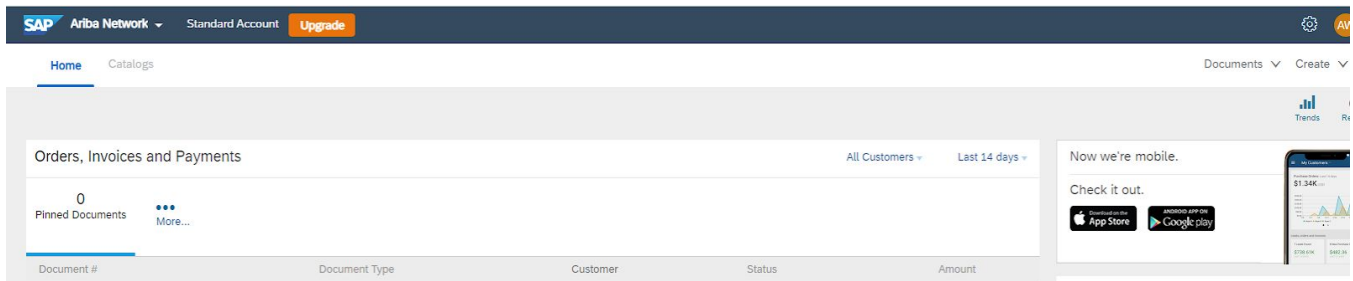 SAP Ariba Network Standard Account Upgrade AW
Home Catalogs Documents Create
Trends
Orders, Invoices and Payments All Customers Last 14 days
Now we're mobile.
0
Pinned Documents
More...
Check it out.
Download on the
App Store
ANDROID APP ON
Google play
My Customers
$1.34K
Document # Document Type Customer Status Amount